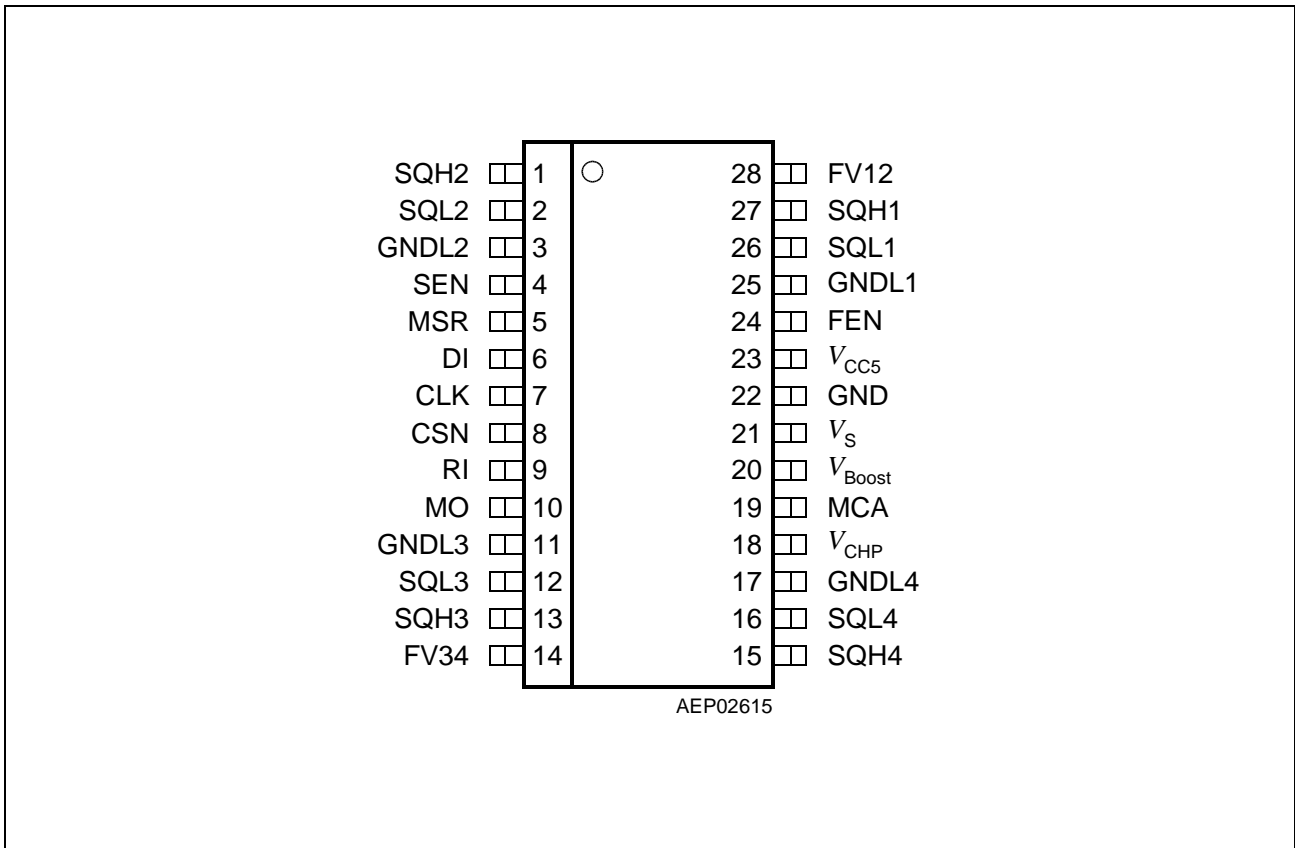 SQH2 1 28 FV12
SQL2 2 27 SQH1
GNDL2 3 26 SQL1
SEN 4 25 GNDL1
MSR 5 24 FEN
DI 6 23 VCC5
CLK 7 22 GND
CSN 8 21 VS
RI 9 20 VBoost
MO 10 19 MCA
GNDL3 11 18 VCHP
SQL3 12 17 GNDL4
SQH3 13 16 SQL4
FV34 14 15 SQH4
AEP02615